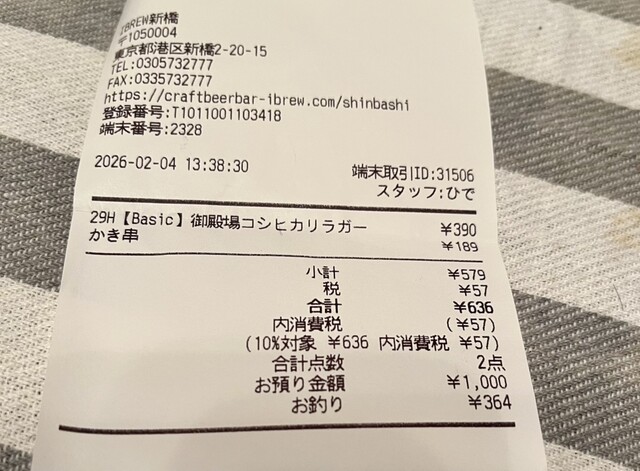 IBREW新橋
〒1050004
東京都港区新橋2-20-15
TEL:0305732777
FAX:0335732777
https://craftbeerbar-ibrew.com/shinbashi
登録番号:T1011001103418
端末番号:2328
2026-02-04 13:38:30 端末取引ID:31506
スタッフ:ひで
29H【Basic】御殿場コシヒカリラガー ¥390
かき串 ¥189
小計 ¥579
税 ¥57
合計 ¥636
内消費税 (¥57)
(10%対象 ¥636 内消費税 ¥57)
合計点数 2点
お預り金額 ¥1,000
お釣り ¥364